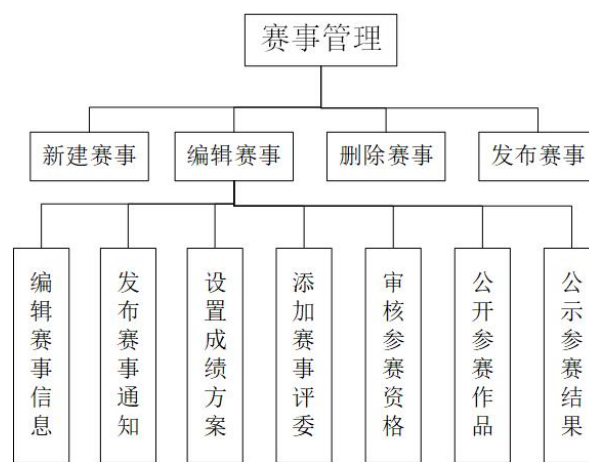 赛事管理
新建赛事
编辑赛事
删除赛事
发布赛事
编辑赛事信息
发布赛事通知
设置成绩方案
添加赛事评委
审核参赛资格
公开参赛作品
公示参赛结果